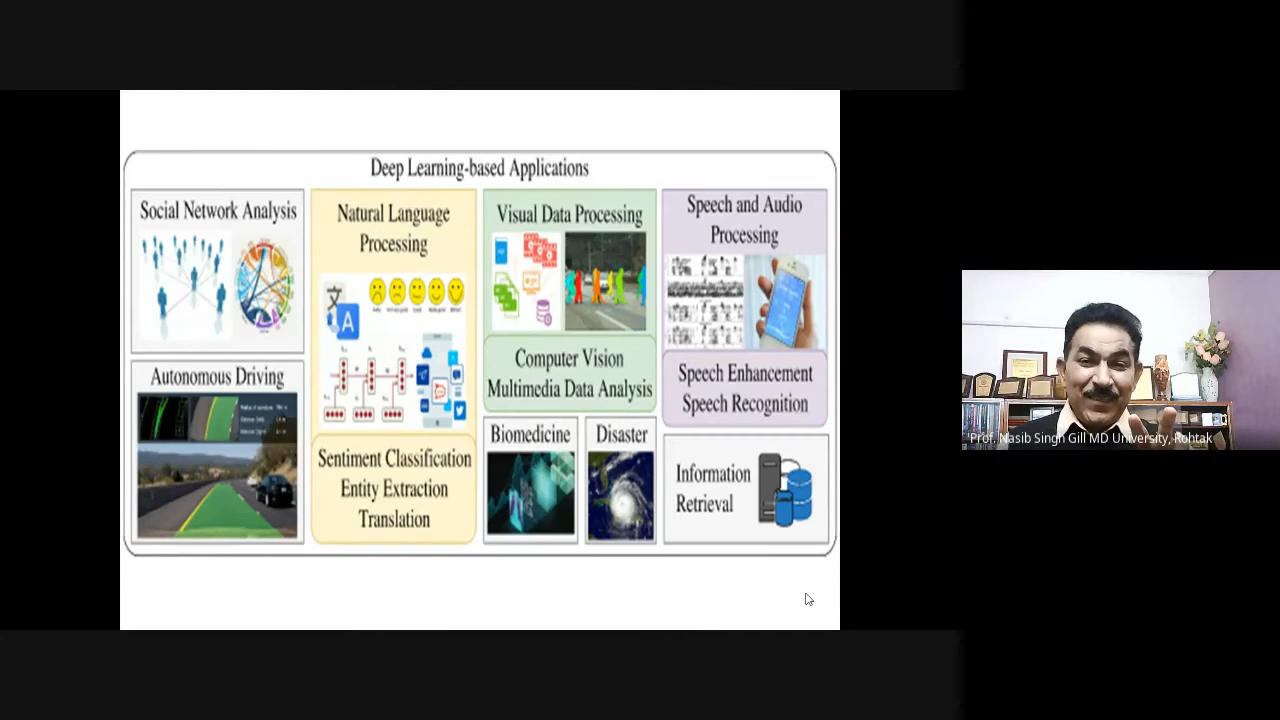 Deep Learning-based Applications
Social Network Analysis
Autonomous Driving
Natural Language
Processing
文
A
Sentiment Classification
Entity Extraction
Translation
Visual Data Processing
Computer Vision
Multimedia Data Analysis
Biomedicine
Disaster
Speech and Audio
Processing
Speech Enhancement
Speech Recognition
Information
Retrieval
Prof. Nasib Singh Gill MD University, Rohtak